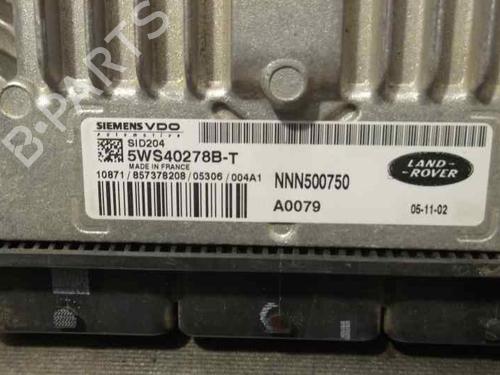 SIEMENS VDO
automotive
SID204
5WS40278B-T
MADE IN FRANCE
10871 / 857378208 / 05306 / 004A1
NNN500750
A0079
LAND
ROVER
05-11-02
B-PARTS